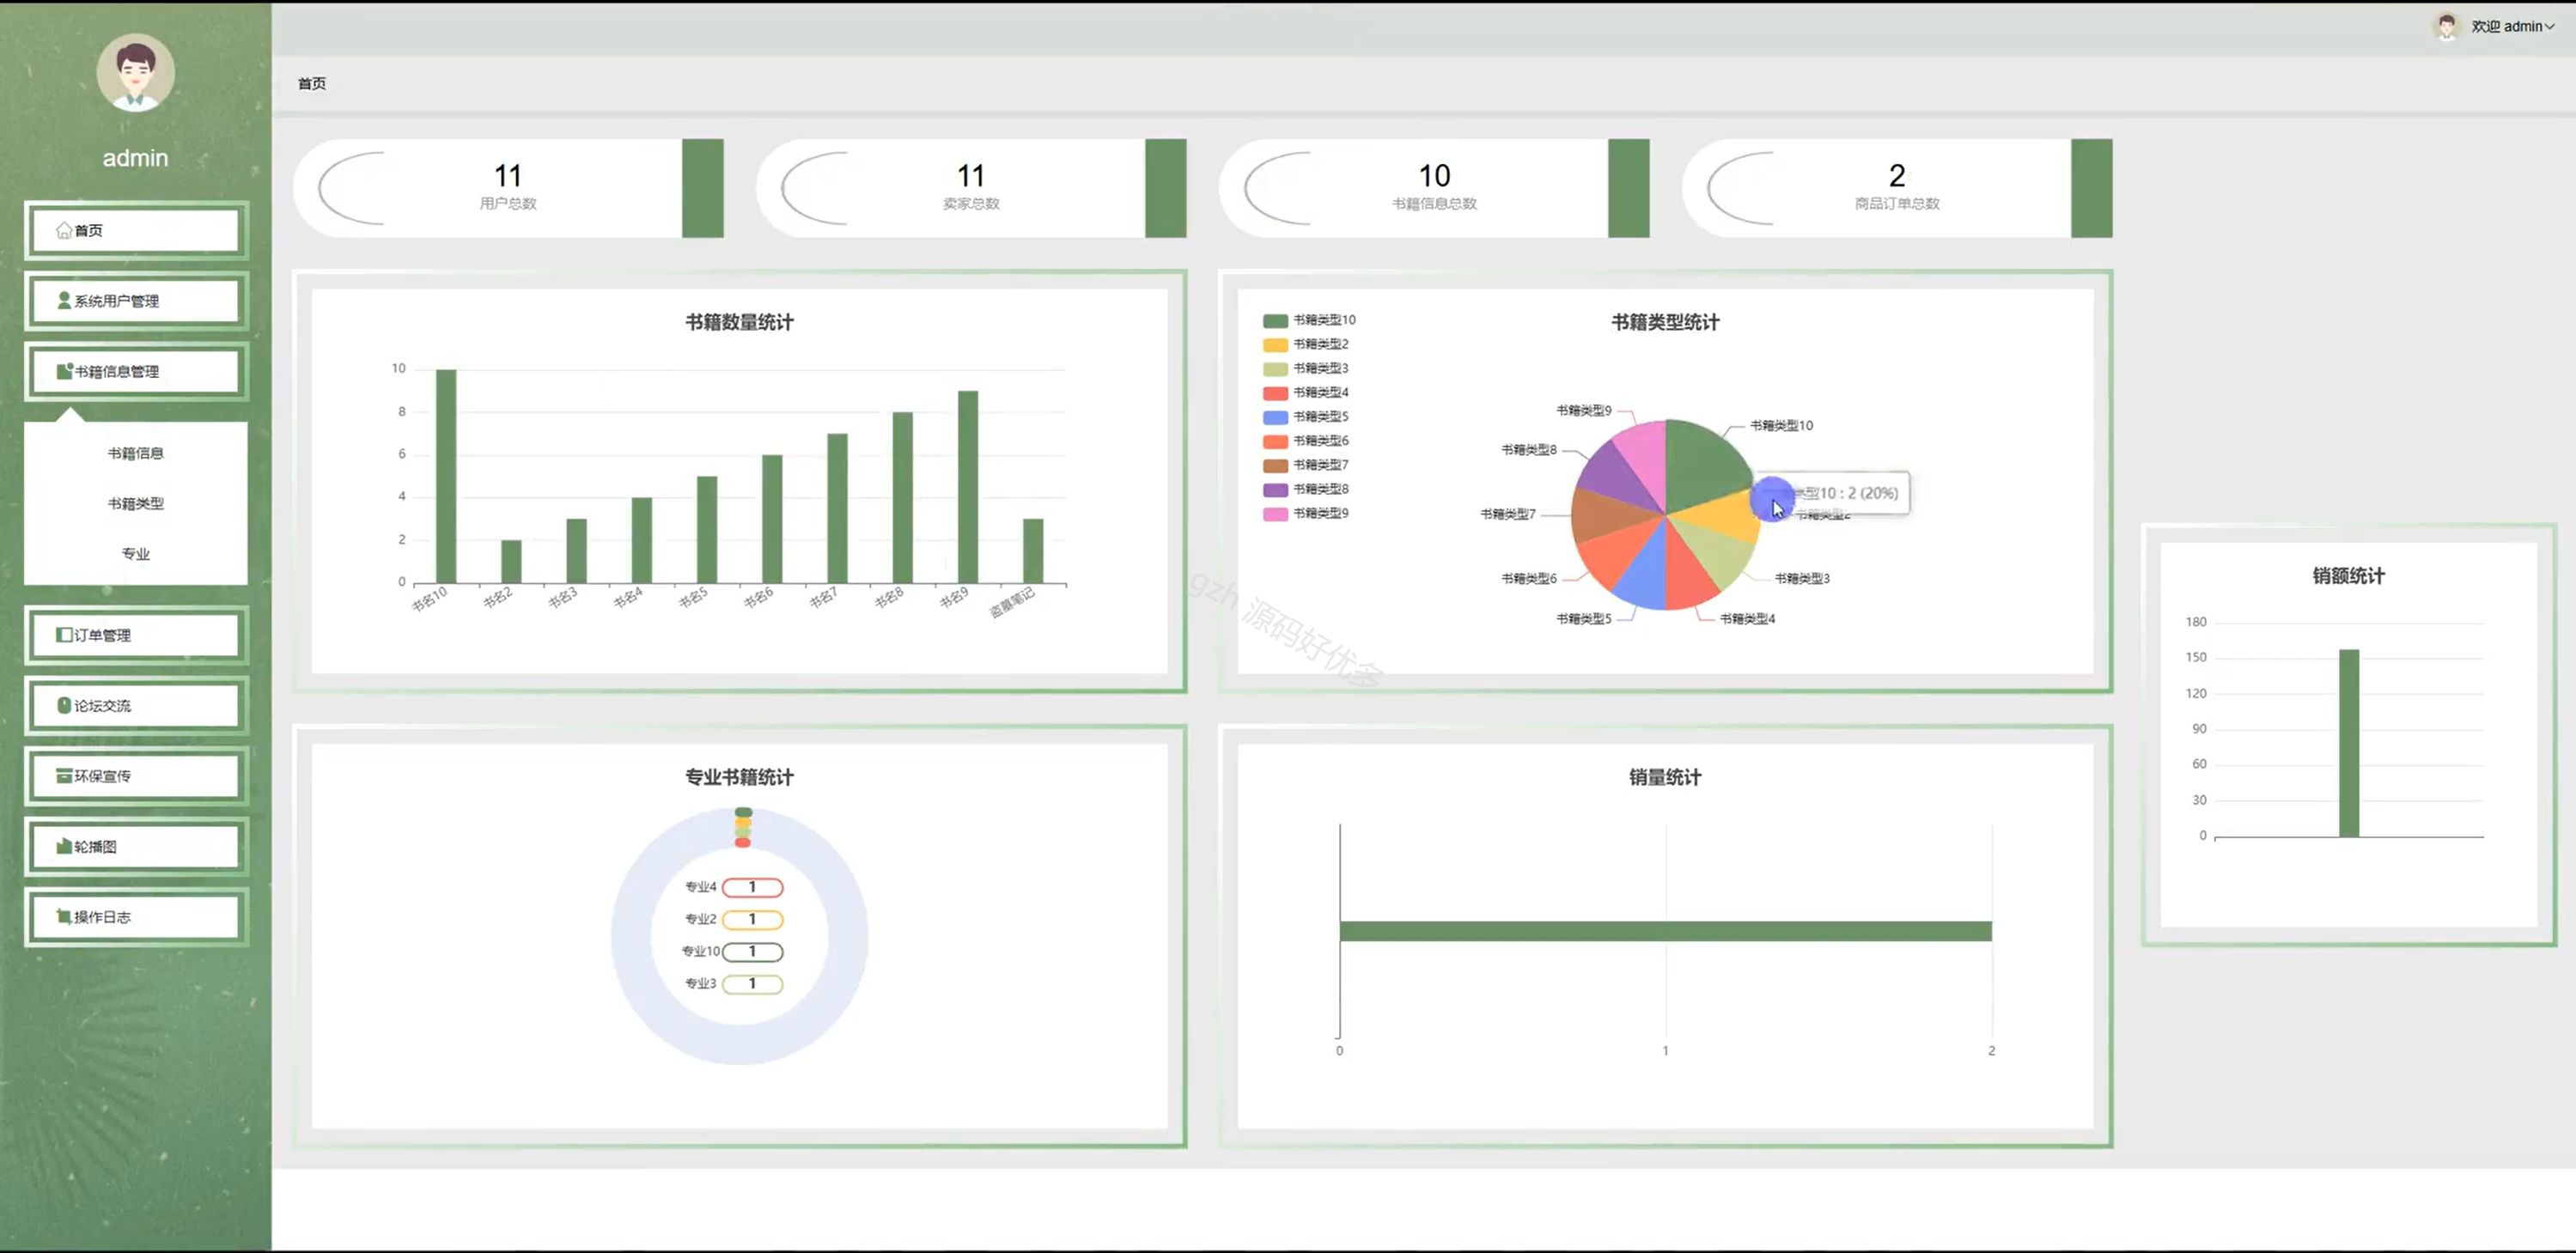 欢迎 admin
admin
首页
系统用户管理
书籍信息管理
书籍信息
书籍类型
专业
订单管理
论坛交流
环保宣传
轮播图
操作日志
首页
11
用户总数
11
卖家总数
10
书籍信息总数
2
商品订单总数
书籍数量统计
10
8
6
4
2
0
书名10
书名2
书名3
书名4
书名5
书名6
书名7
书名8
书名9
盗墓笔记
书籍类型统计
书籍类型10
书籍类型2
书籍类型3
书籍类型4
书籍类型5
书籍类型6
书籍类型7
书籍类型8
书籍类型9
书籍类型9
书籍类型10
书籍类型8
类型10 : 2 (20%)
书籍类型7
书籍类型2
书籍类型6
书籍类型3
书籍类型5
书籍类型4
gzh 源码好优多
专业书籍统计
专业4 1
专业2 1
专业10 1
专业3 1
销量统计
0 1 2
销额统计
180
150
120
90
60
30
0